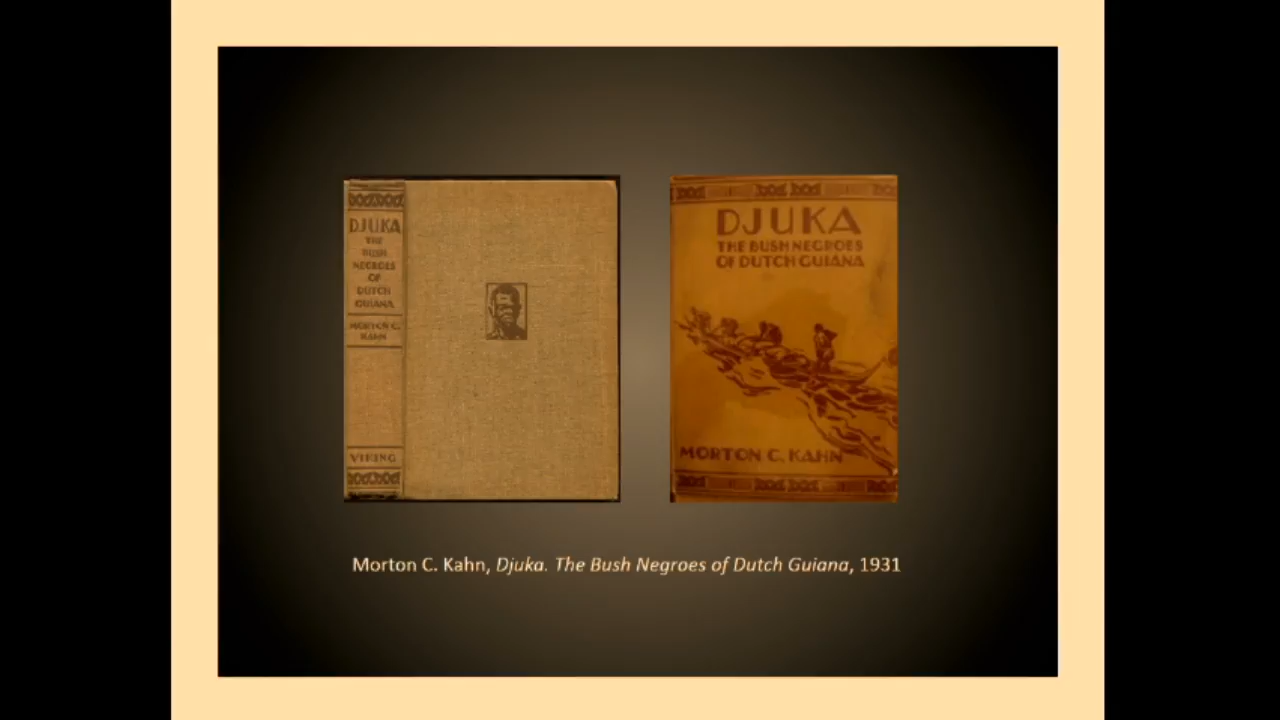 DJUKA
THE
BUSH
NEGROES
OF
DUTCH
GUIANA
MORTON C.
KAHN
VIKING
DJUKA
THE BUSH NEGROES
OF DUTCH GUIANA
MORTON C. KAHN
Morton C. Kahn, Djuka. The Bush Negroes of Dutch Guiana, 1931